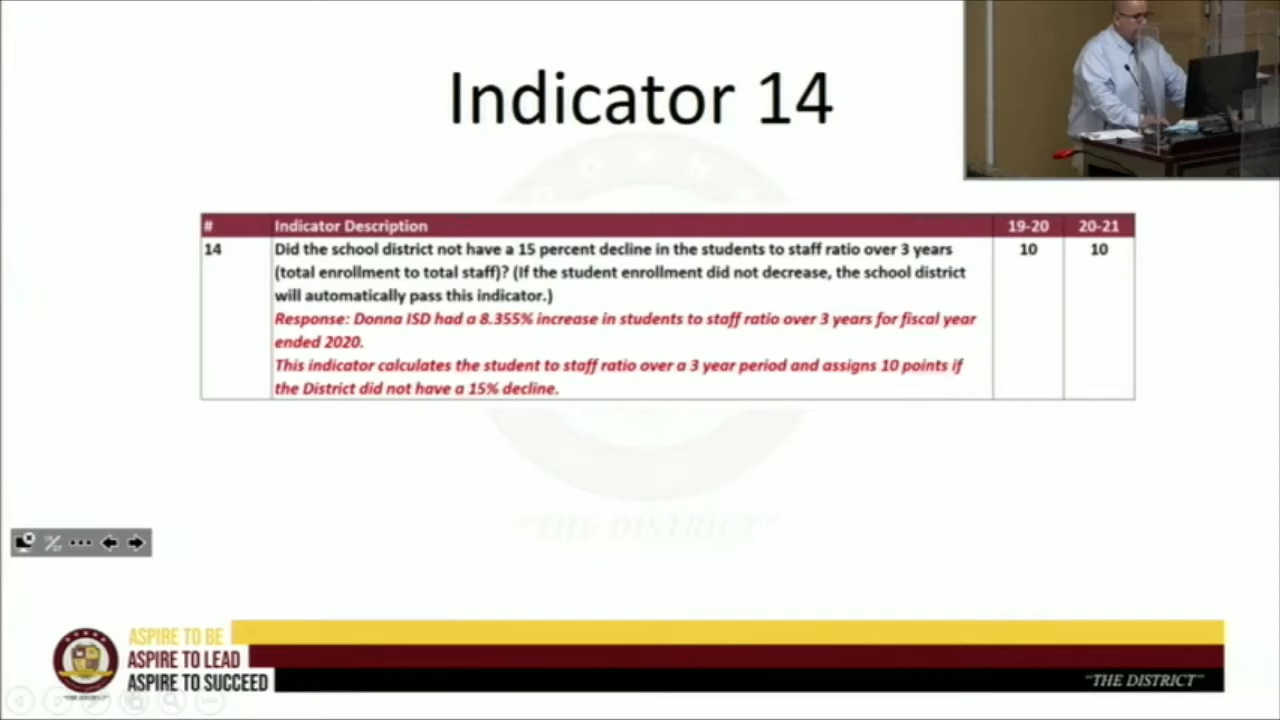 Indicator 14
# Indicator Description 19-20 20-21
14 Did the school district not have a 15 percent decline in the students to staff ratio over 3 years 10 10
(total enrollment to total staff)? (If the student enrollment did not decrease, the school district
will automatically pass this indicator.)
Response: Donna ISD had a 8.355% increase in students to staff ratio over 3 years for fiscal year
ended 2020.
This indicator calculates the student to staff ratio over a 3 year period and assigns 10 points if
the District did not have a 15% decline.
"THE DISTRICT"
ASPIRE TO BE
ASPIRE TO LEAD
ASPIRE TO SUCCEED
"THE DISTRICT"